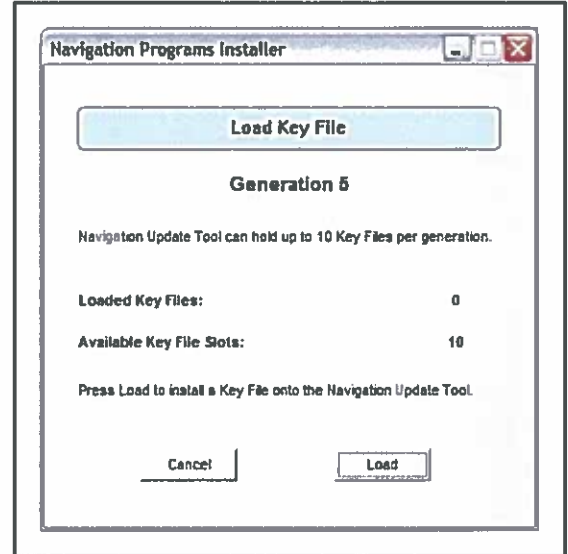 Navigation Programs Installer
Load Key File
Generation 5
Navigation Update Tool can hold up to 10 Key Files per generation.
Loaded Key Files: 0
Available Key File Slots: 10
Press Load to install a Key File onto the Navigation Update Tool.
Cancel Load